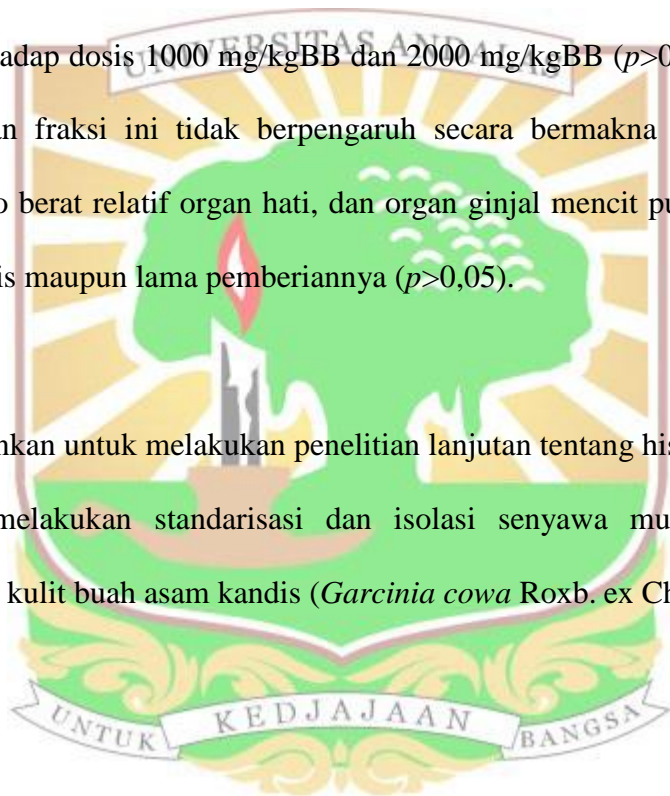 adap dosis 1000 mg/kgBB dan 2000 mg/kgBB (p>0
UNIVERSITAS ANDALAS
n fraksi ini tidak berpengaruh secara bermakna
o berat relatif organ hati, dan organ ginjal mencit pu
is maupun lama pemberiannya (p>0,05).
nkan untuk melakukan penelitian lanjutan tentang his
melakukan standarisasi dan isolasi senyawa mu
kulit buah asam kandis (Garcinia cowa Roxb. ex Ch
UNTUK KEDJAJAAN BANGSA